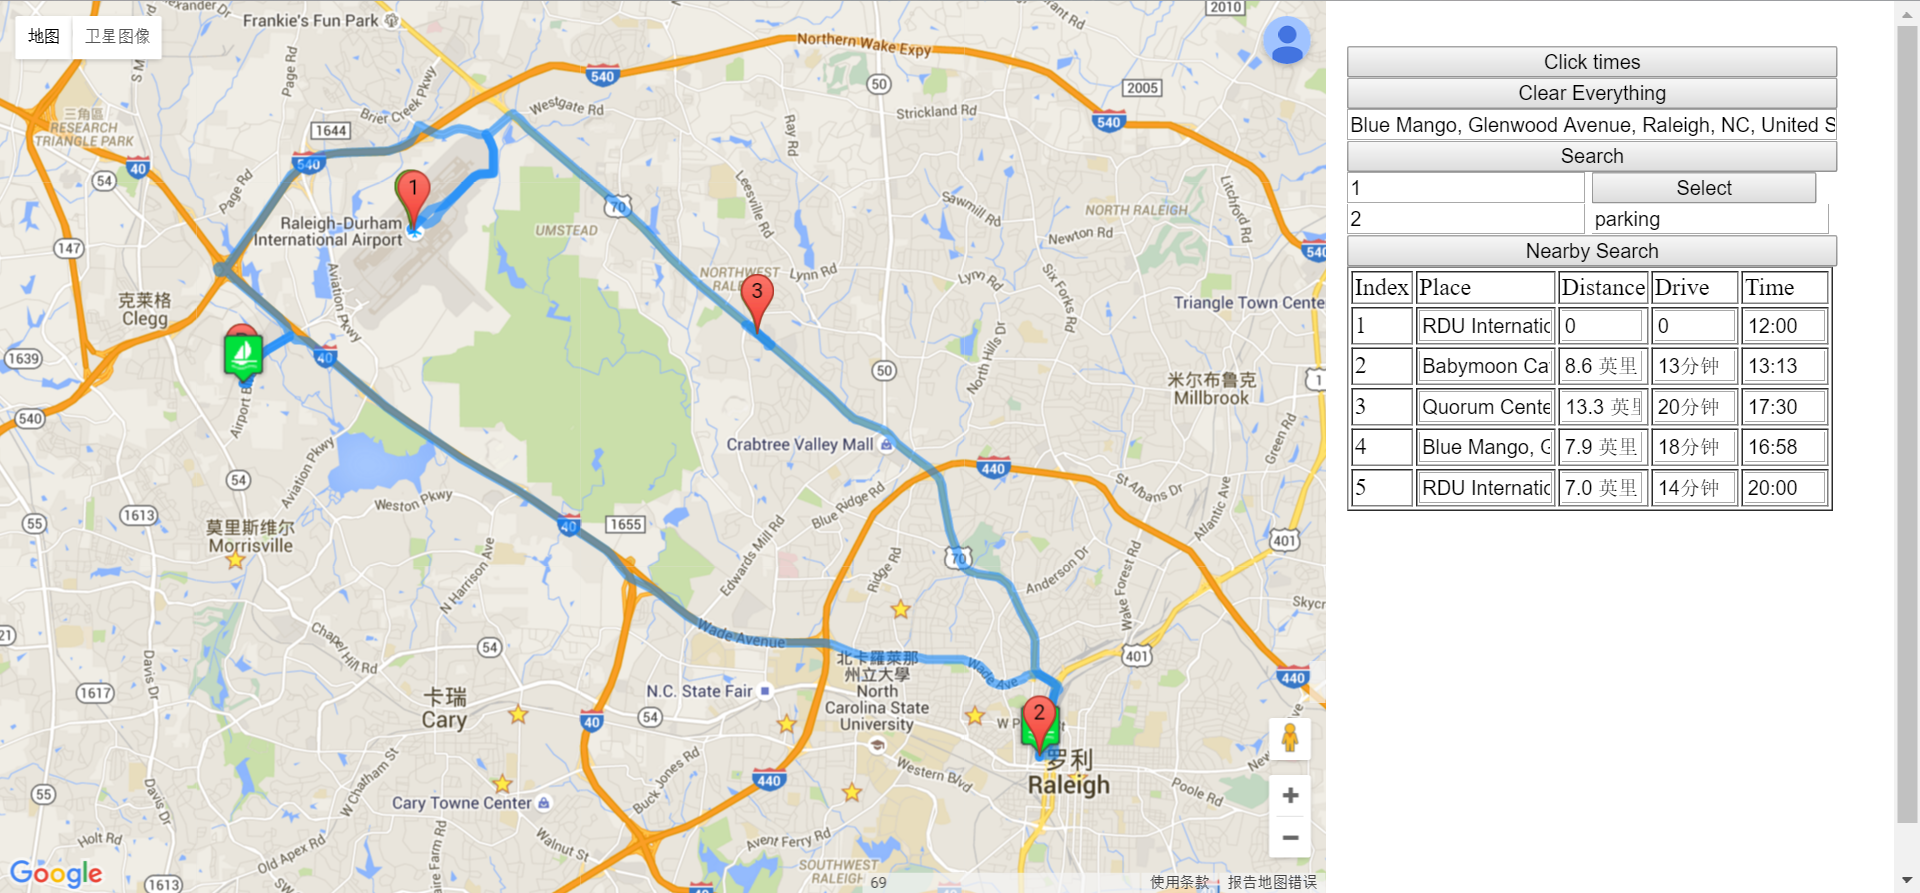 地图
卫星图像
Frankie's Fun Park
2010
Northern Wake Expy
540
50
2005
Strickland Rd
540
Page Rd
Brier Creek Pkwy
Westgate Rd
三角區
RESEARCH
TRIANGLE PARK
1644
40
54
540
Ray Rd
Leesville Rd
Litchford Rd
Page Rd
1
Raleigh-Durham
International Airport
70
UMSTEAD
Sawmill Rd
NORTH RALEIGH
Newton Rd
540
147
Aviation Pkwy
NORTHWEST
Lynn Rd
3
Lynn Rd
Six Forks Rd
Triangle Town Cente
克莱格
Clegg
1639
40
50
North Hills Dr
米尔布鲁克
Millbrook
540
Crabtree Valley Mall
440
Green Rd
St Albans Dr
Aviation Pkwy
54
Weston Pkwy
Blue Ridge Rd
Atlantic Ave
55
1613
莫里斯维尔
Morrisville
40
1655
401
N Harrison Ave
Edwards Mill Rd
Ridge Rd
70
Anderson Dr
Wake Forest Rd
Skycr
21
Chapel Hill Rd
54
Wade Avenue
Wade Ave
401
440
Davis Dr
1617
卡瑞
Cary
N.C. State Fair
北卡羅萊那
州立大學
North
Carolina State
University
40
54
2
罗利
Raleigh
W Chatham St
Cary Towne Center
Buck Jones Rd
440
Western Blvd
Poole Rd
55
Davis Dr
Holt Rd
Old Apex Rd
Walnut St
Avent Ferry Rd
SOUTHWEST
RALEIGH
1613
Google
69
使用条款
报告地图错误
Click times
Clear Everything
Blue Mango, Glenwood Avenue, Raleigh, NC, United S
Search
1
Select
2
parking
Nearby Search
Index Place Distance Drive Time
1 RDU Internatic 0 0 12:00
2 Babymoon Ca 8.6 英里 13分钟 13:13
3 Quorum Cente 13.3 英里 20分钟 17:30
4 Blue Mango, G 7.9 英里 18分钟 16:58
5 RDU Internatic 7.0 英里 14分钟 20:00